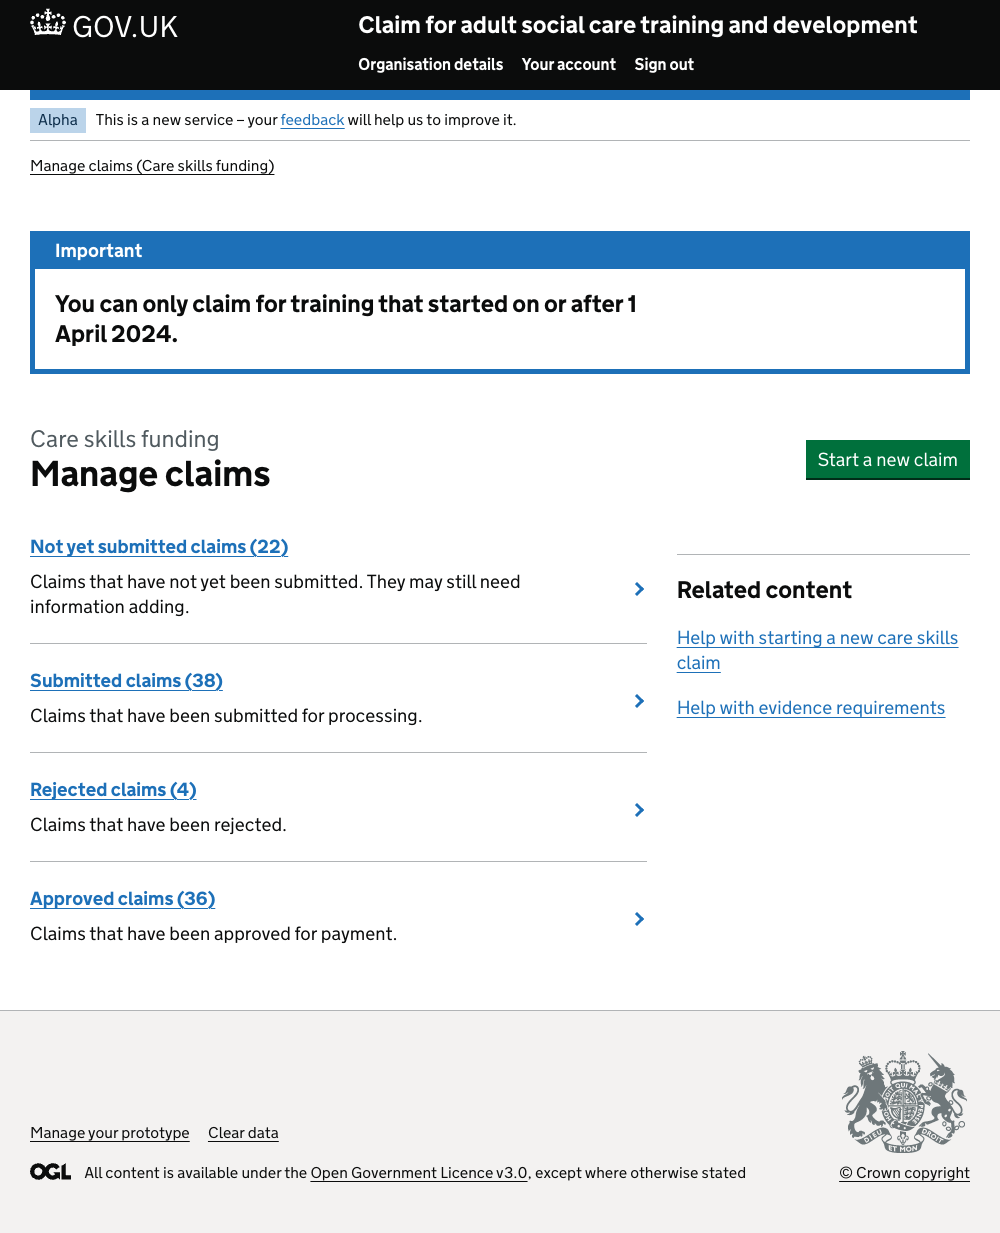 GOV.UK
Claim for adult social care training and development
Organisation details Your account Sign out
Alpha This is a new service – your feedback will help us to improve it.
Manage claims (Care skills funding)
Important
You can only claim for training that started on or after 1
April 2024.
Care skills funding
Manage claims
Start a new claim
Not yet submitted claims (22)
Claims that have not yet been submitted. They may still need
information adding.
Submitted claims (38)
Claims that have been submitted for processing.
Rejected claims (4)
Claims that have been rejected.
Approved claims (36)
Claims that have been approved for payment.
Related content
Help with starting a new care skills
claim
Help with evidence requirements
Manage your prototype Clear data
OGL All content is available under the Open Government Licence v3.0, except where otherwise stated
DIEU ET MON DROIT
© Crown copyright